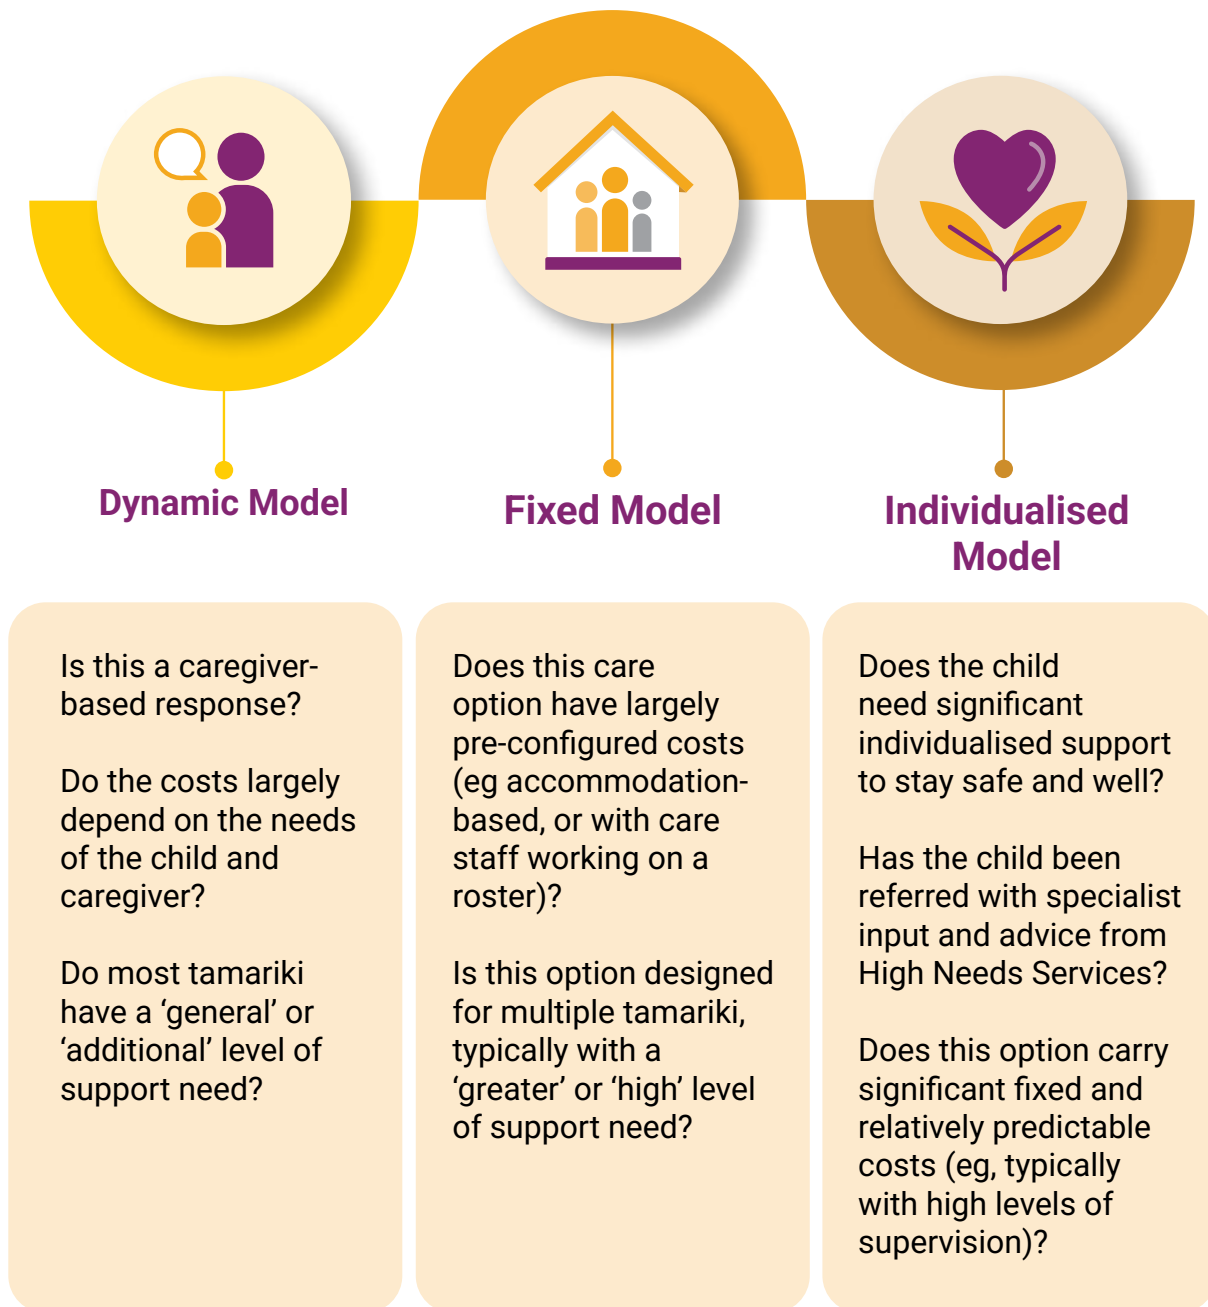 Dynamic Model
Is this a caregiver-
based response?
Do the costs largely
depend on the needs
of the child and
caregiver?
Do most tamariki
have a ‘general’ or
‘additional’ level of
support need?
Fixed Model
Does this care
option have largely
pre-configured costs
(eg accommodation-
based, or with care
staff working on a
roster)?
Is this option designed
for multiple tamariki,
typically with a
‘greater’ or ‘high’ level
of support need?
Individualised
Model
Does the child
need significant
individualised support
to stay safe and well?
Has the child been
referred with specialist
input and advice from
High Needs Services?
Does this option carry
significant fixed and
relatively predictable
costs (eg, typically
with high levels of
supervision)?